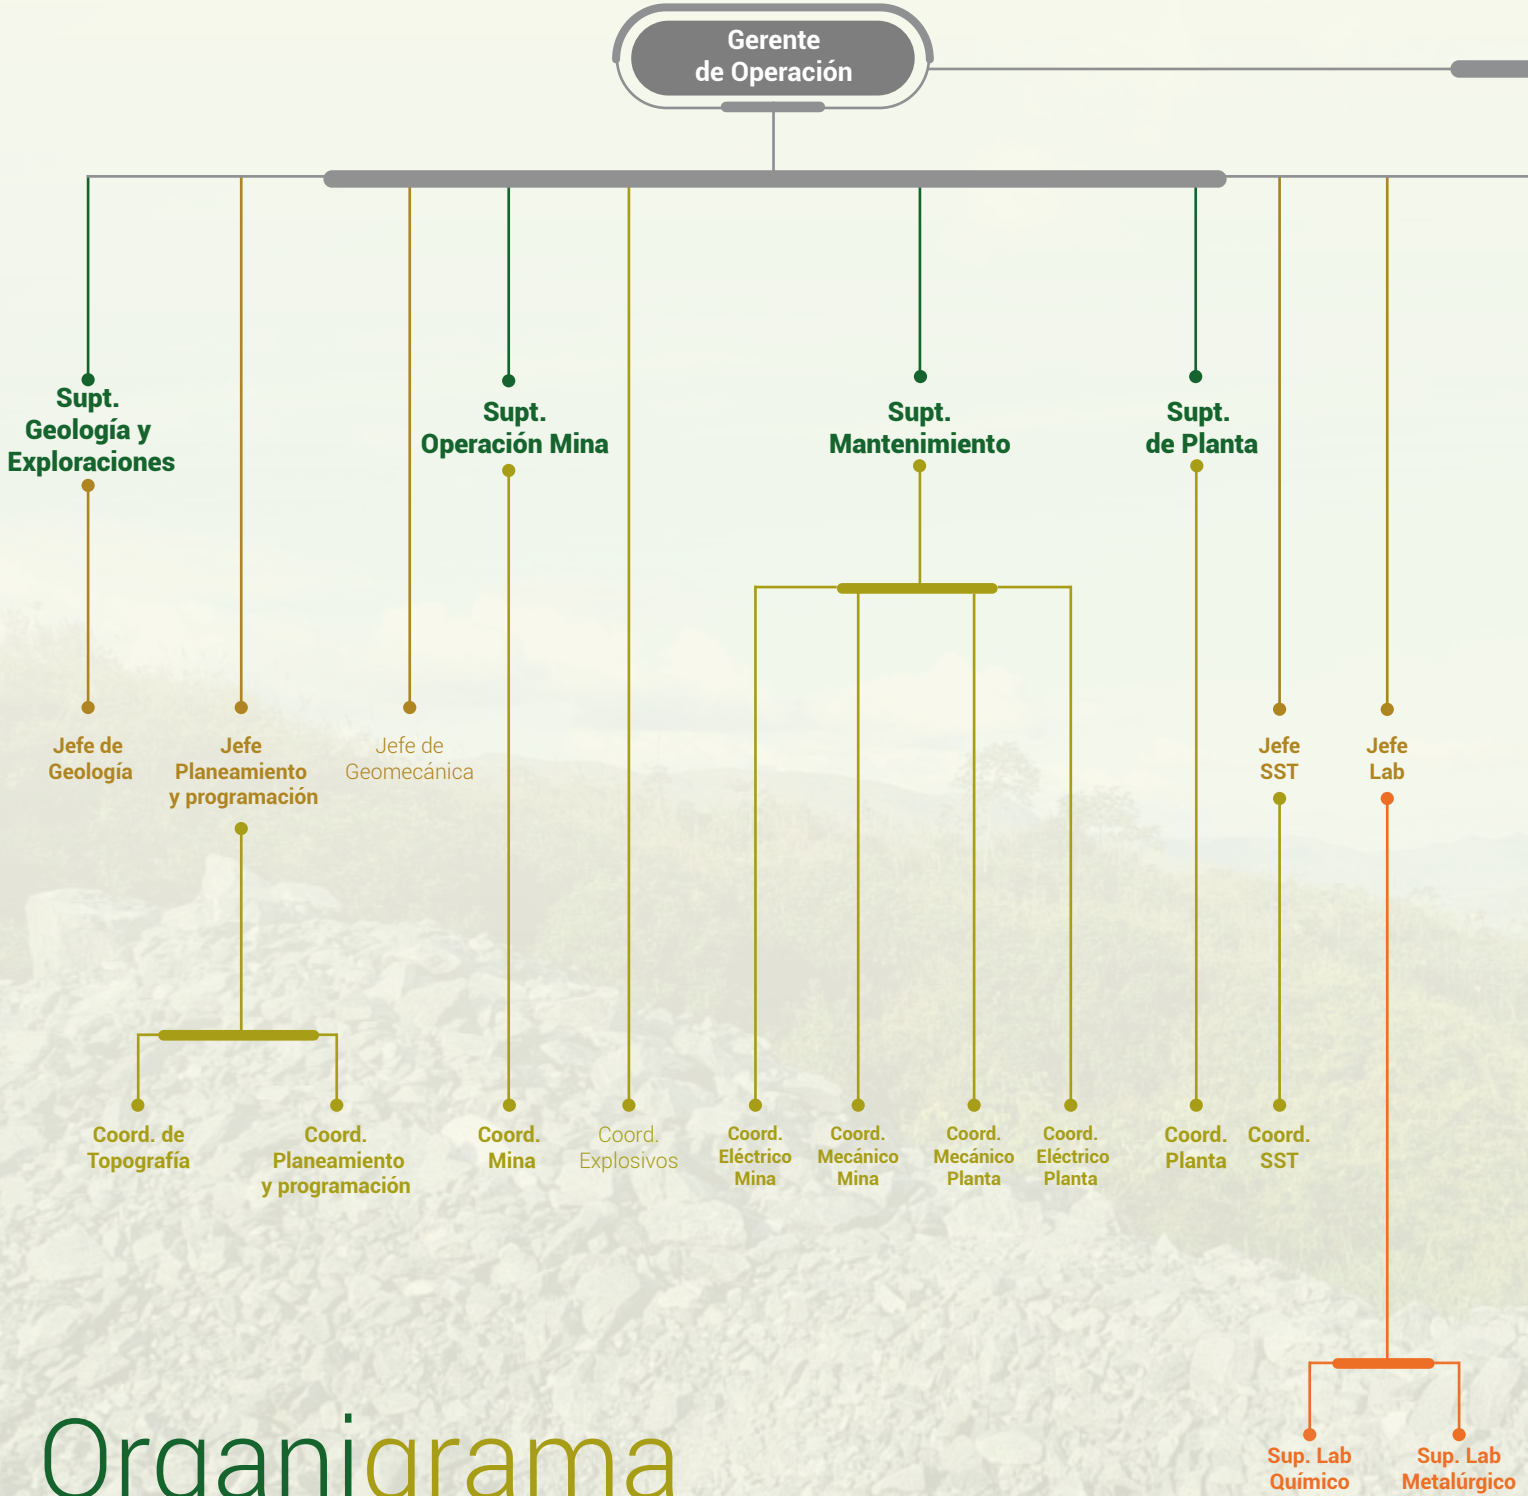 Gerente
de Operación
Supt.
Geología y
Exploraciones
Supt.
Operación Mina
Supt.
Mantenimiento
Supt.
de Planta
Jefe de
Geología
Jefe
Planeamiento
y programación
Jefe de
Geomecánica
Jefe
SST
Jefe
Lab
Coord. de
Topografía
Coord.
Planeamiento
y programación
Coord.
Mina
Coord.
Explosivos
Coord.
Eléctrico
Mina
Coord.
Mecánico
Mina
Coord.
Mecánico
Planta
Coord.
Eléctrico
Planta
Coord.
Planta
Coord.
SST
Sup. Lab
Químico
Sup. Lab
Metalúrgico
Organigrama